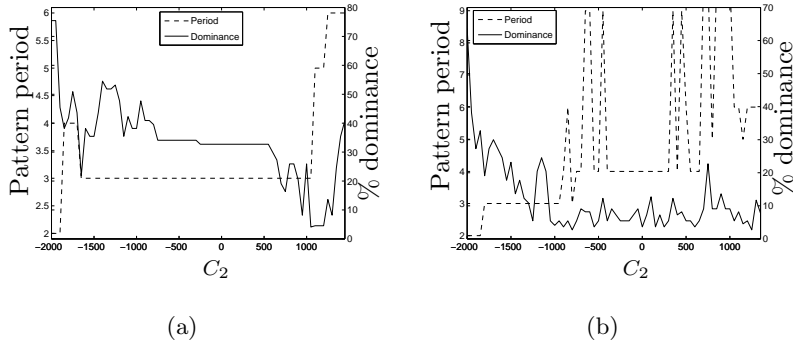 Period
Dominance
Pattern period
6
5.5
5
4.5
4
3.5
3
2.5
2
80
70
60
50
40
30
20
10
0
% dominance
−2000 −1500 −1000 −500 0 500 1000
C2
(a)
Period
Dominance
Pattern period
9
8
7
6
5
4
3
2
70
60
50
40
30
20
10
0
% dominance
−2000 −1500 −1000 −500 0 500 1000
C2
(b)